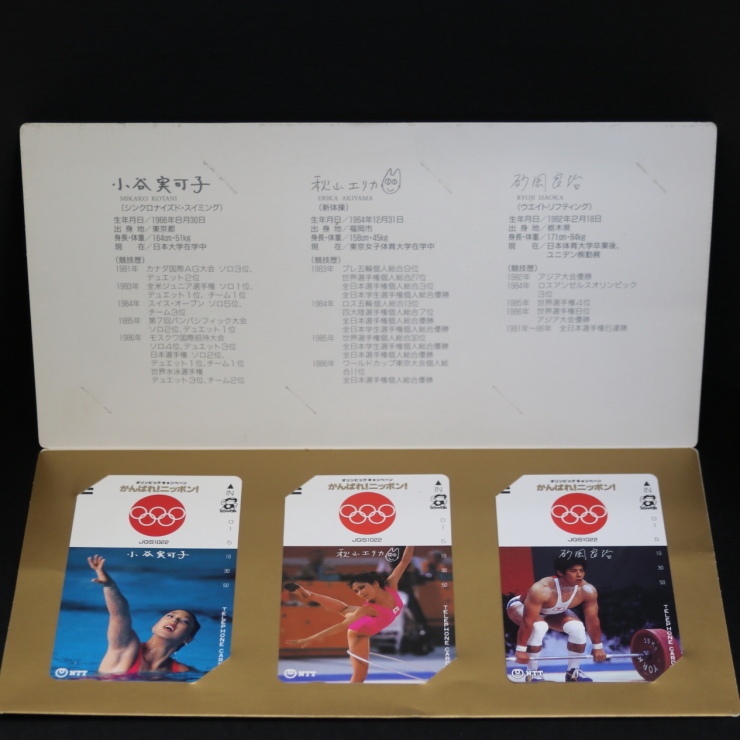 小谷実可子
MIKAKO KOTANI
(シンクロナイズド・スイミング)
生年月日/1966年8月30日
出身地/東京都
身長・体重/164cm・51kg
現在/日本大学在学中
(競技歴)
1981年 カナダ国際AG大会 ソロ3位、
デュエット2位
1983年 全米ジュニア選手権 ソロ1位、
デュエット1位、チーム1位
1984年 スイス・オープン ソロ5位、
チーム3位
1985年 第7回パンパシフィック大会
ソロ2位、デュエット1位
1986年 モスクワ国際招待大会
ソロ4位、デュエット3位
日本選手権 ソロ2位、
デュエット1位、チーム1位
世界水泳選手権
デュエット3位、チーム2位
秋山エリカ
ERIKA AKIYAMA
(新体操)
生年月日/1964年12月31日
出身地/福岡市
身長・体重/158cm・45kg
現在/東京女子体育大学在学中
(競技歴)
1983年 プレ五輪個人総合9位
世界選手権個人総合27位
全日本選手権個人総合3位
全日本学生選手権個人総合優勝
1984年 ロス五輪個人総合13位
四大陸選手権個人総合7位
全日本選手権個人総合優勝
全日本学生選手権個人総合優勝
1985年
全日本学生選手権個人総合優勝
全日本選手権個人総合優勝
1986年 ワールドカップ東京大会個人総
合11位
全日本選手権個人総合優勝
砂岡良治
RYOJI ISAOKA
(ウエイトリフティング)
生年月日/1962年2月18日
出身地/栃木県
身長・体重/171cm・84kg
現在/日本体育大学卒業後、
ユニデン㈱勤務
(競技歴)
1982年 アジア大会優勝
1984年 ロスアンゼルスオリンピック
3位
1985年 世界選手権4位
1986年 世界選手権8位
アジア大会優勝
1981年~86年 全日本選手権6連勝
オリンピックキャンペーン
がんばれ!ニッポン!
JGS1022
IN
小谷実可子
TELEPHONE CARD
NTT
オリンピックキャンペーン
がんばれ!ニッポン!
JGS1022
IN
秋山エリカ
TELEPHONE CARD
NTT
オリンピックキャンペーン
がんばれ!ニッポン!
JGS1022
IN
砂岡良治
TELEPHONE CARD
NTT